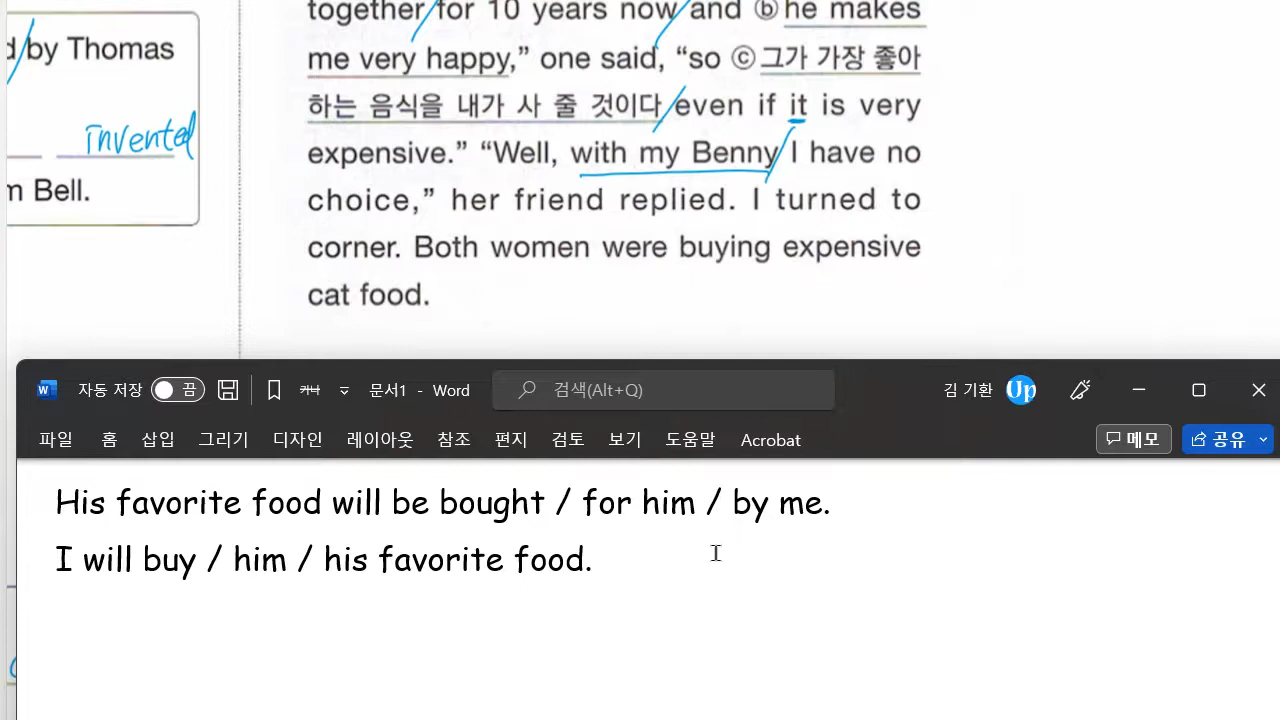 together for 10 years now and ⓑ he makes
d by Thomas
me very happy,” one said, “so ⓒ 그가 가장 좋아
하는 음식을 내가 사 줄 것이다 even if it is very
invented
expensive.” “Well, with my Benny I have no
m Bell.
choice,” her friend replied. I turned to
corner. Both women were buying expensive
cat food.
자동 저장 끔 가나 문서1 - Word 검색(Alt+Q) 김 기환 Up
파일 홈 삽입 그리기 디자인 레이아웃 참조 편지 검토 보기 도움말 Acrobat 메모 공유
His favorite food will be bought / for him / by me.
I will buy / him / his favorite food.